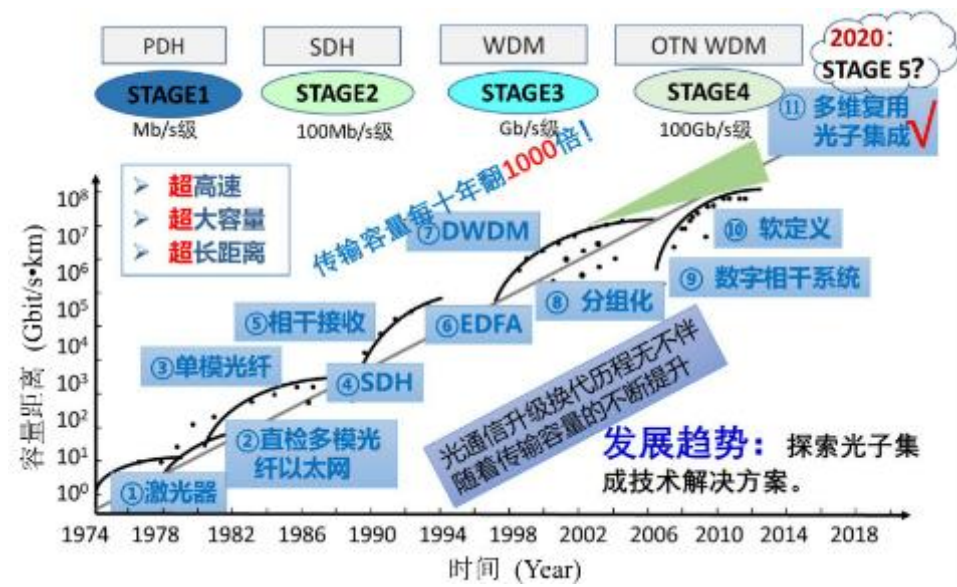 PDH
SDH
WDM
OTN WDM
2020:
STAGE 5?
STAGE1
STAGE2
STAGE3
STAGE4
Mb/s级
100Mb/s级
Gb/s级
100Gb/s级
⑪ 多维复用
光子集成
√
➢ 超高速
➢ 超大容量
➢ 超长距离
传输容量每十年翻1000倍！
⑦DWDM
⑩ 软定义
⑨ 数字相干系统
⑧ 分组化
⑤相干接收
⑥EDFA
③单模光纤
④SDH
②直检多模光
纤以太网
①激光器
光通信升级换代历程无不伴
随着传输容量的不断提升
发展趋势：探索光子集
成技术解决方案。
容量距离 (Gbit/s•km)
10⁸
10⁷
10⁶
10⁵
10⁴
10³
10²
10¹
10⁰
1974 1978 1982 1986 1990 1994 1998 2002 2006 2010 2014 2018
时间 (Year)